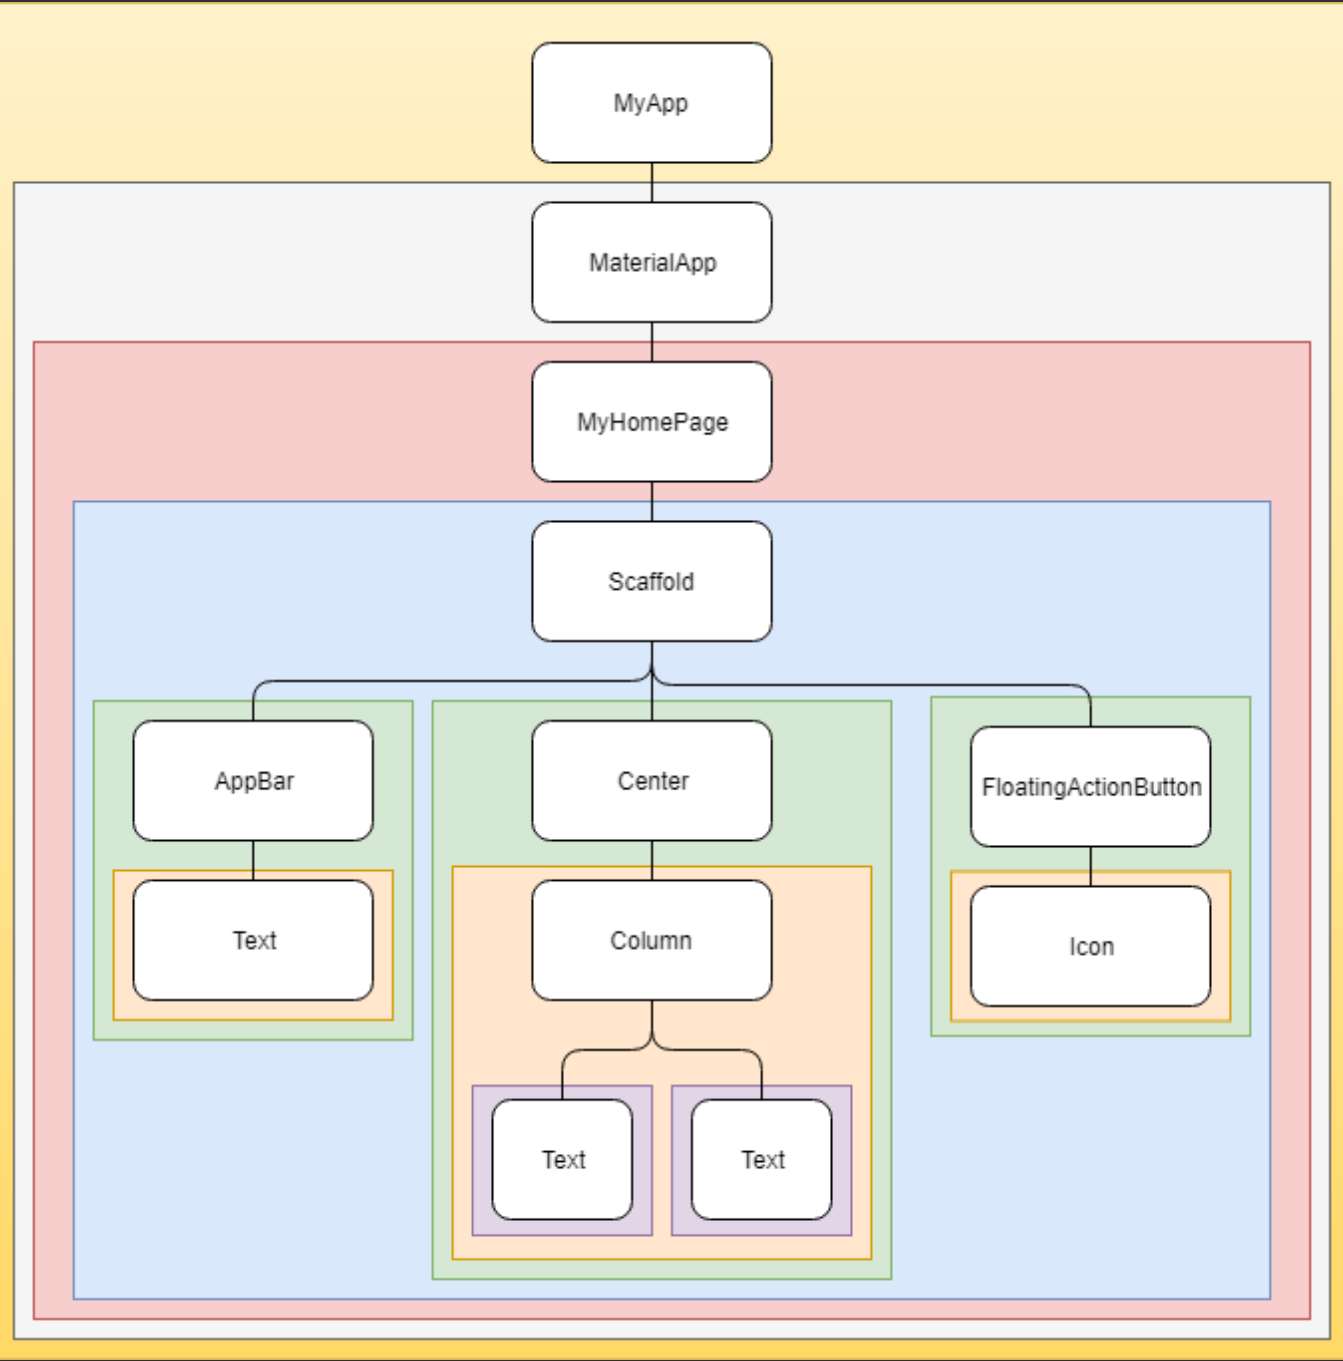 MyApp
MaterialApp
MyHomePage
Scaffold
AppBar
Center
FloatingActionButton
Text
Column
Icon
Text
Text